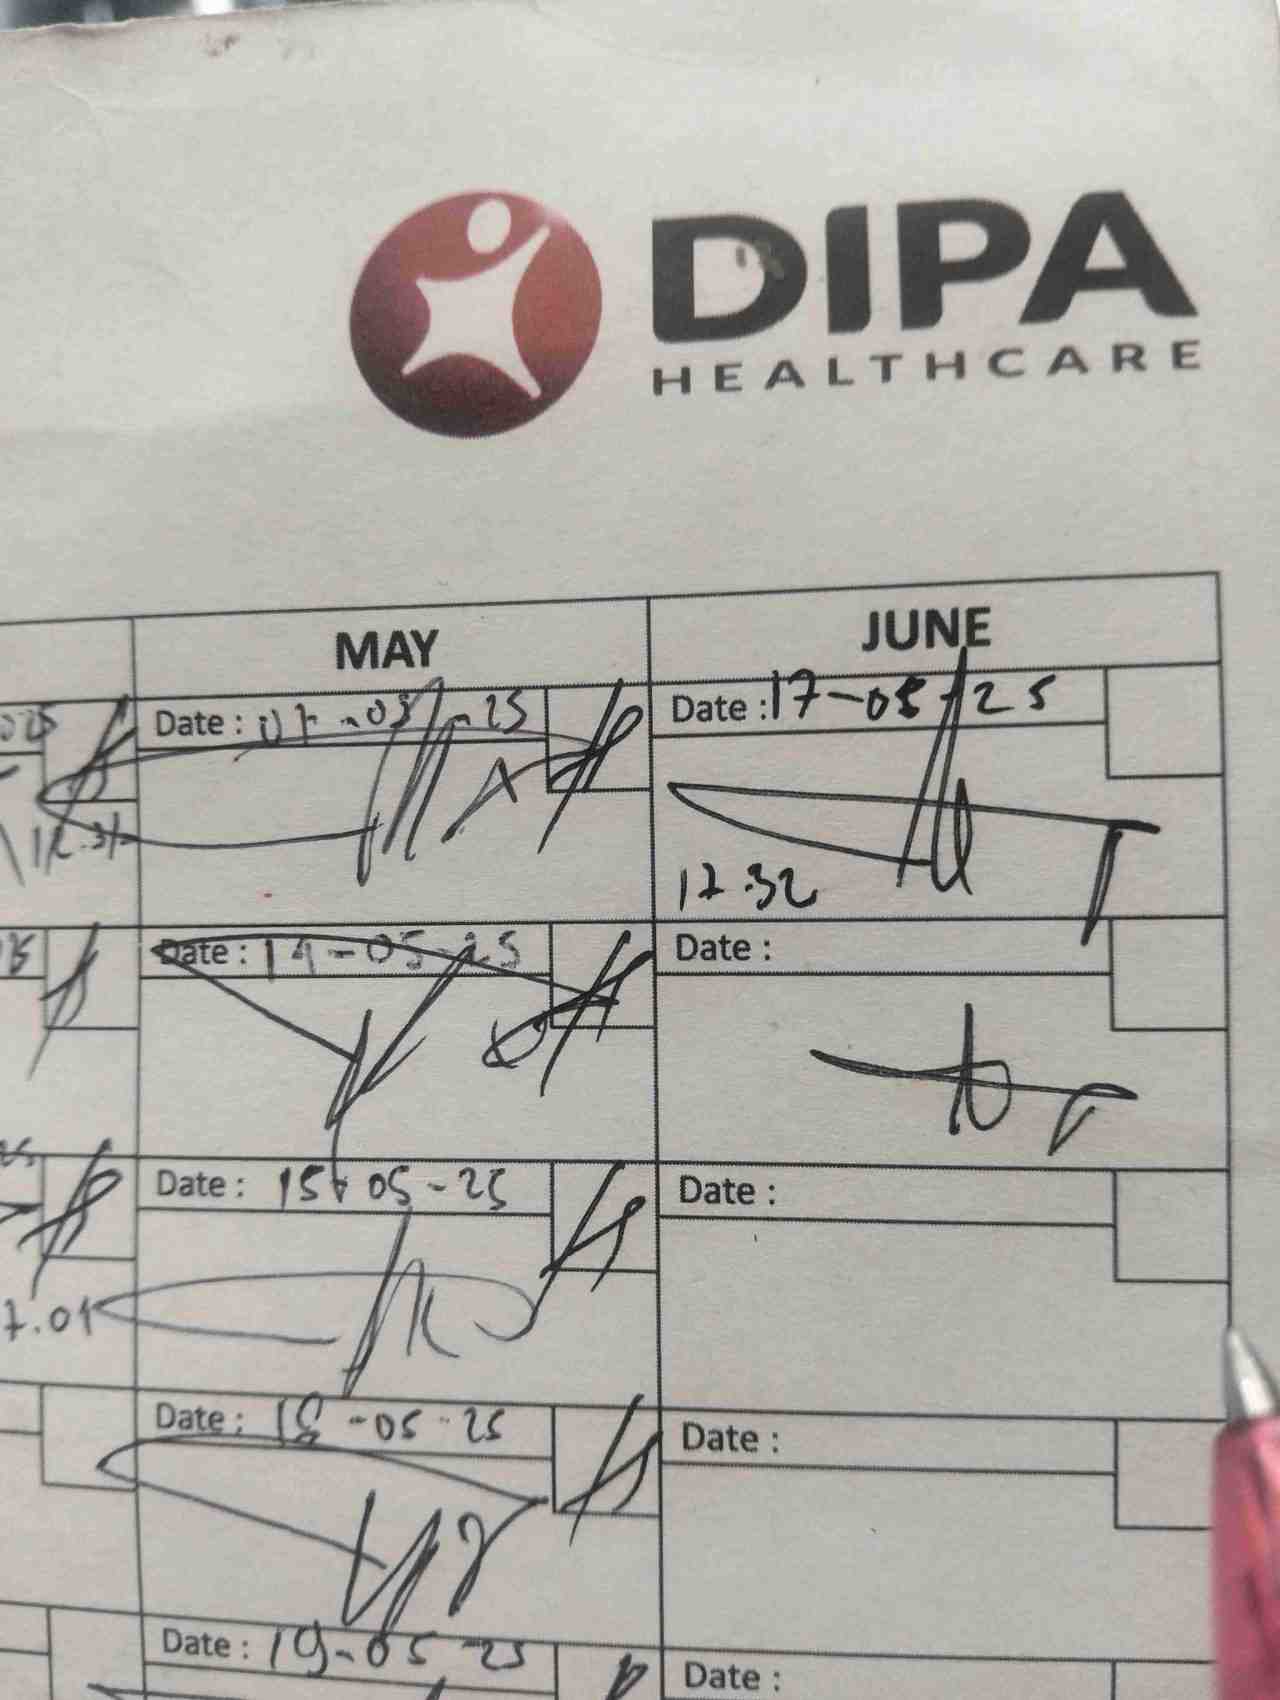 DIPA
HEALTHCARE
MAY
JUNE
Date : 07-05-25
Date : 17-05-25
12.31
17.32
Date : 14-05-25
Date :
Date : 15-05-25
Date :
7.01
Date : 18-05-25
Date :
Date : 19-05-25
Date :